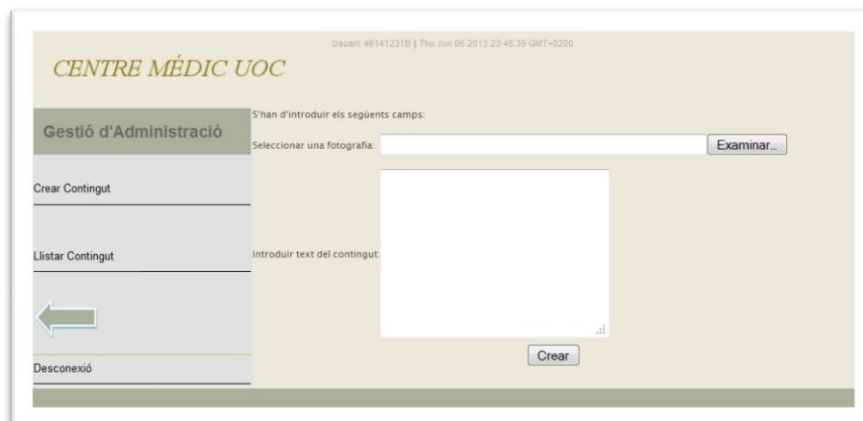 Usuari: 46141231B | Thu Jun 06 2013 23:48:39 GMT+0200
CENTRE MÉDIC UOC
Gestió d'Administració
S'han d'introduir els següents camps:
Seleccionar una fotografia:
Examinar...
Crear Contingut
Llistar Contingut
Introduir text del contingut:
Crear
Desconexió